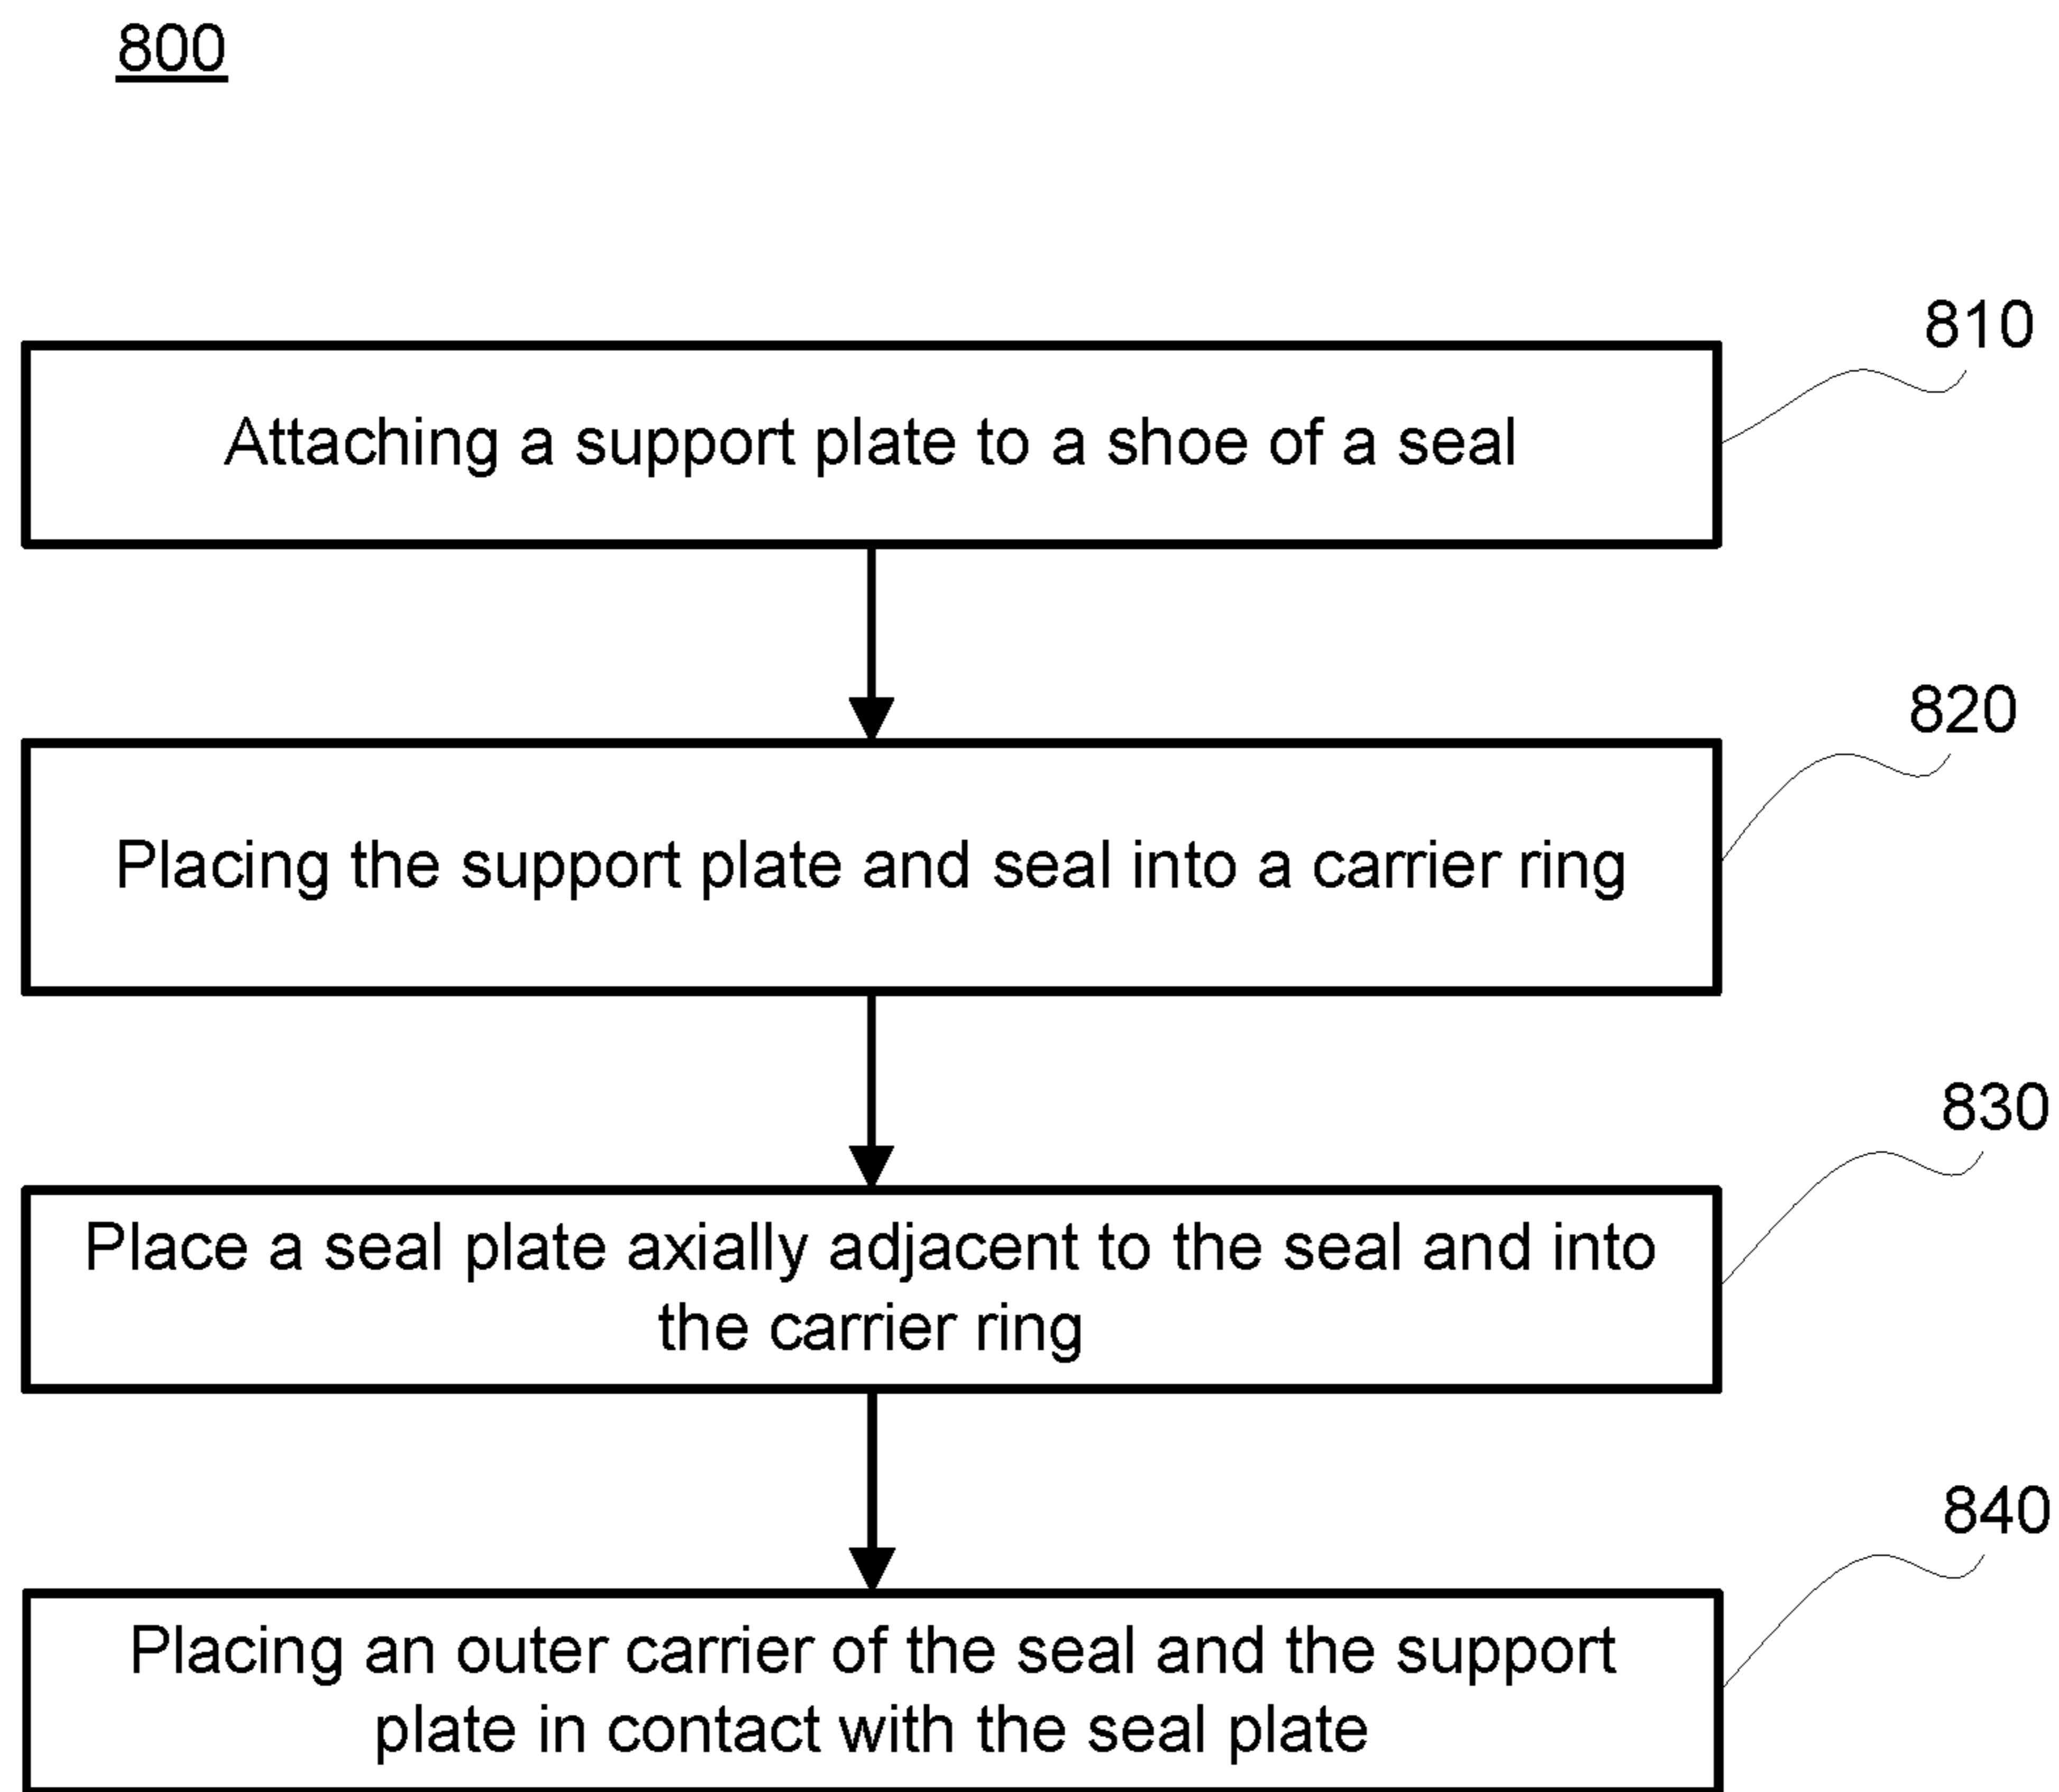 800
810
Attaching a support plate to a shoe of a seal
820
Placing the support plate and seal into a carrier ring
830
Place a seal plate axially adjacent to the seal and into
the carrier ring
840
Placing an outer carrier of the seal and the support
plate in contact with the seal plate